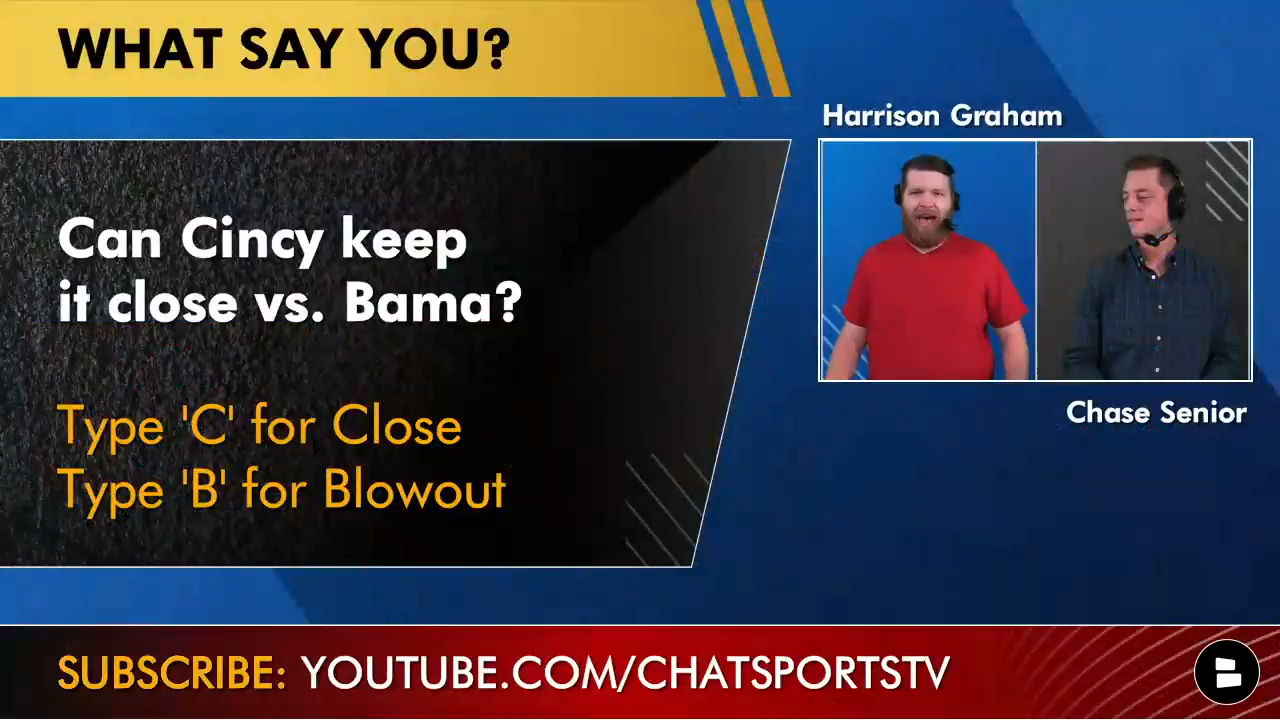 WHAT SAY YOU?
Harrison Graham
Can Cincy keep
it close vs. Bama?
Type 'C' for Close
Type 'B' for Blowout
Chase Senior
SUBSCRIBE: YOUTUBE.COM/CHATSPORTSTV